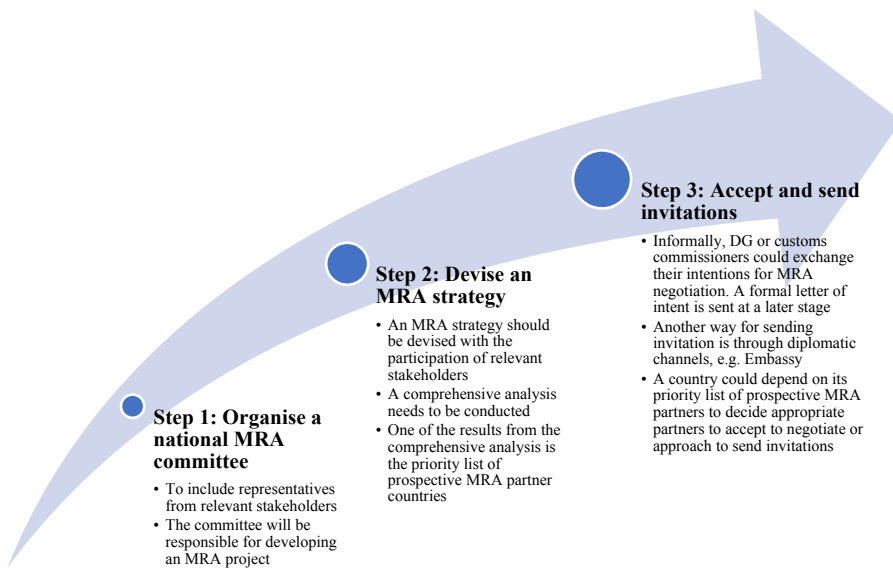 Step 1: Organise a
national MRA
committee
• To include representatives
from relevant stakeholders
• The committee will be
responsible for developing
an MRA project
Step 2: Devise an
MRA strategy
• An MRA strategy should
be devised with the
participation of relevant
stakeholders
• A comprehensive analysis
needs to be conducted
• One of the results from the
comprehensive analysis is
the priority list of
prospective MRA partner
countries
Step 3: Accept and send
invitations
• Informally, DG or customs
commissioners could exchange
their intentions for MRA
negotiation. A formal letter of
intent is sent at a later stage
• Another way for sending
invitation is through diplomatic
channels, e.g. Embassy
• A country could depend on its
priority list of prospective MRA
partners to decide appropriate
partners to accept to negotiate or
approach to send invitations